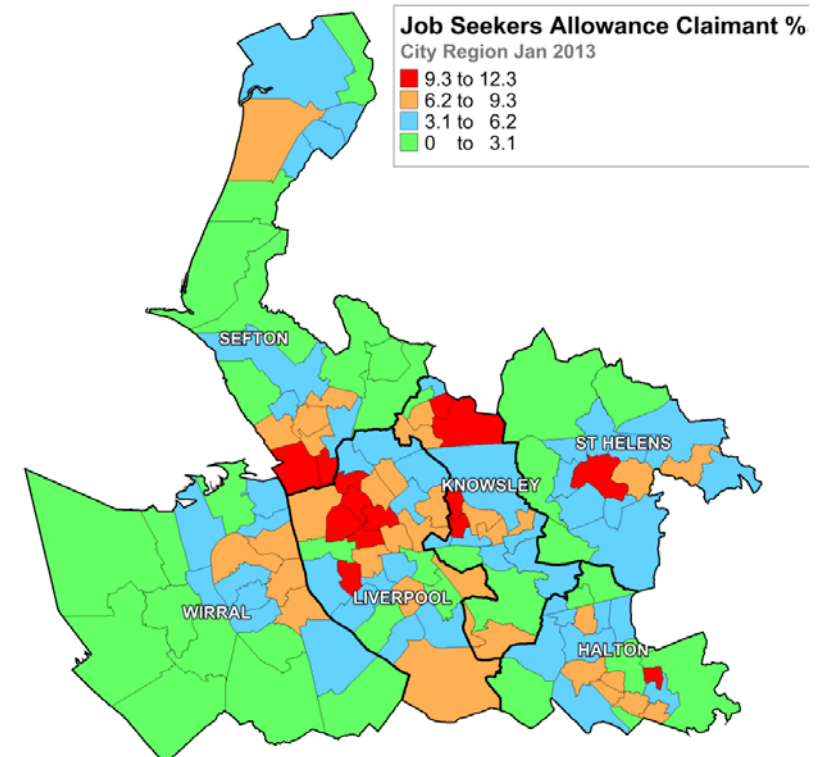 Job Seekers Allowance Claimant %
City Region Jan 2013
9.3 to 12.3
6.2 to 9.3
3.1 to 6.2
0 to 3.1
SEFTON
ST HELENS
KNOWSLEY
LIVERPOOL
WIRRAL
HALTON